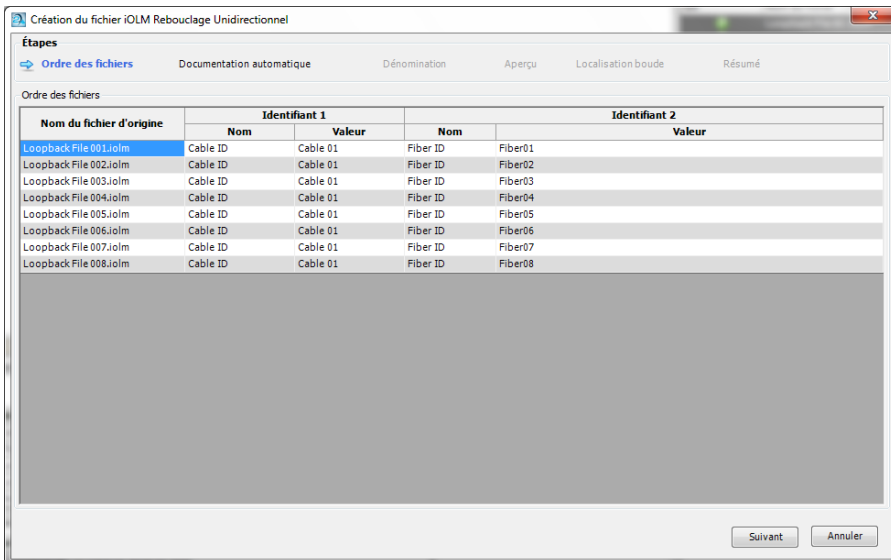 Création du fichier iOLM Rebouclage Unidirectionnel
Étapes
Ordre des fichiers Documentation automatique Dénomination Aperçu Localisation boude Résumé
Ordre des fichiers
Nom du fichier d'origine Identifiant 1 Identifiant 2
Nom Valeur Nom Valeur
Loopback File 001.iolm Cable ID Cable 01 Fiber ID Fiber01
Loopback File 002.iolm Cable ID Cable 01 Fiber ID Fiber02
Loopback File 003.iolm Cable ID Cable 01 Fiber ID Fiber03
Loopback File 004.iolm Cable ID Cable 01 Fiber ID Fiber04
Loopback File 005.iolm Cable ID Cable 01 Fiber ID Fiber05
Loopback File 006.iolm Cable ID Cable 01 Fiber ID Fiber06
Loopback File 007.iolm Cable ID Cable 01 Fiber ID Fiber07
Loopback File 008.iolm Cable ID Cable 01 Fiber ID Fiber08
Suivant Annuler